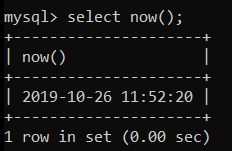 mysql> select now();
+---------------------+
| now()               |
+---------------------+
| 2019-10-26 11:52:20 |
+---------------------+
1 row in set (0.00 sec)